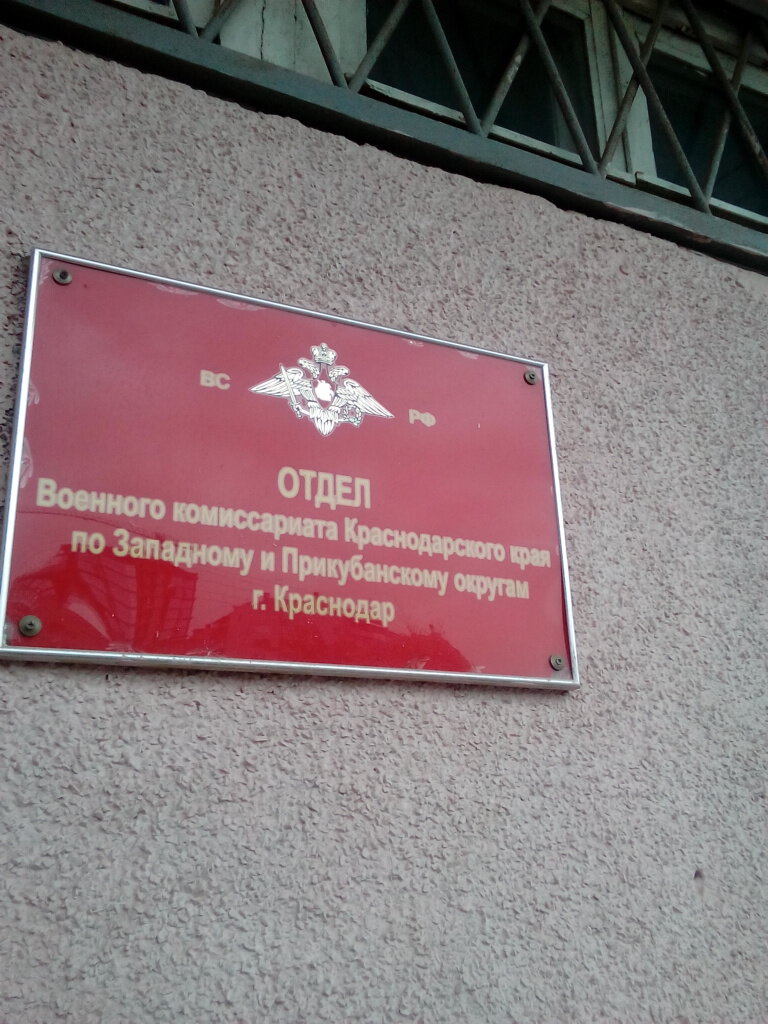 ВС РФ
ОТДЕЛ
Военного комиссариата Краснодарского края
по Западному и Прикубанскому округам
г. Краснодар